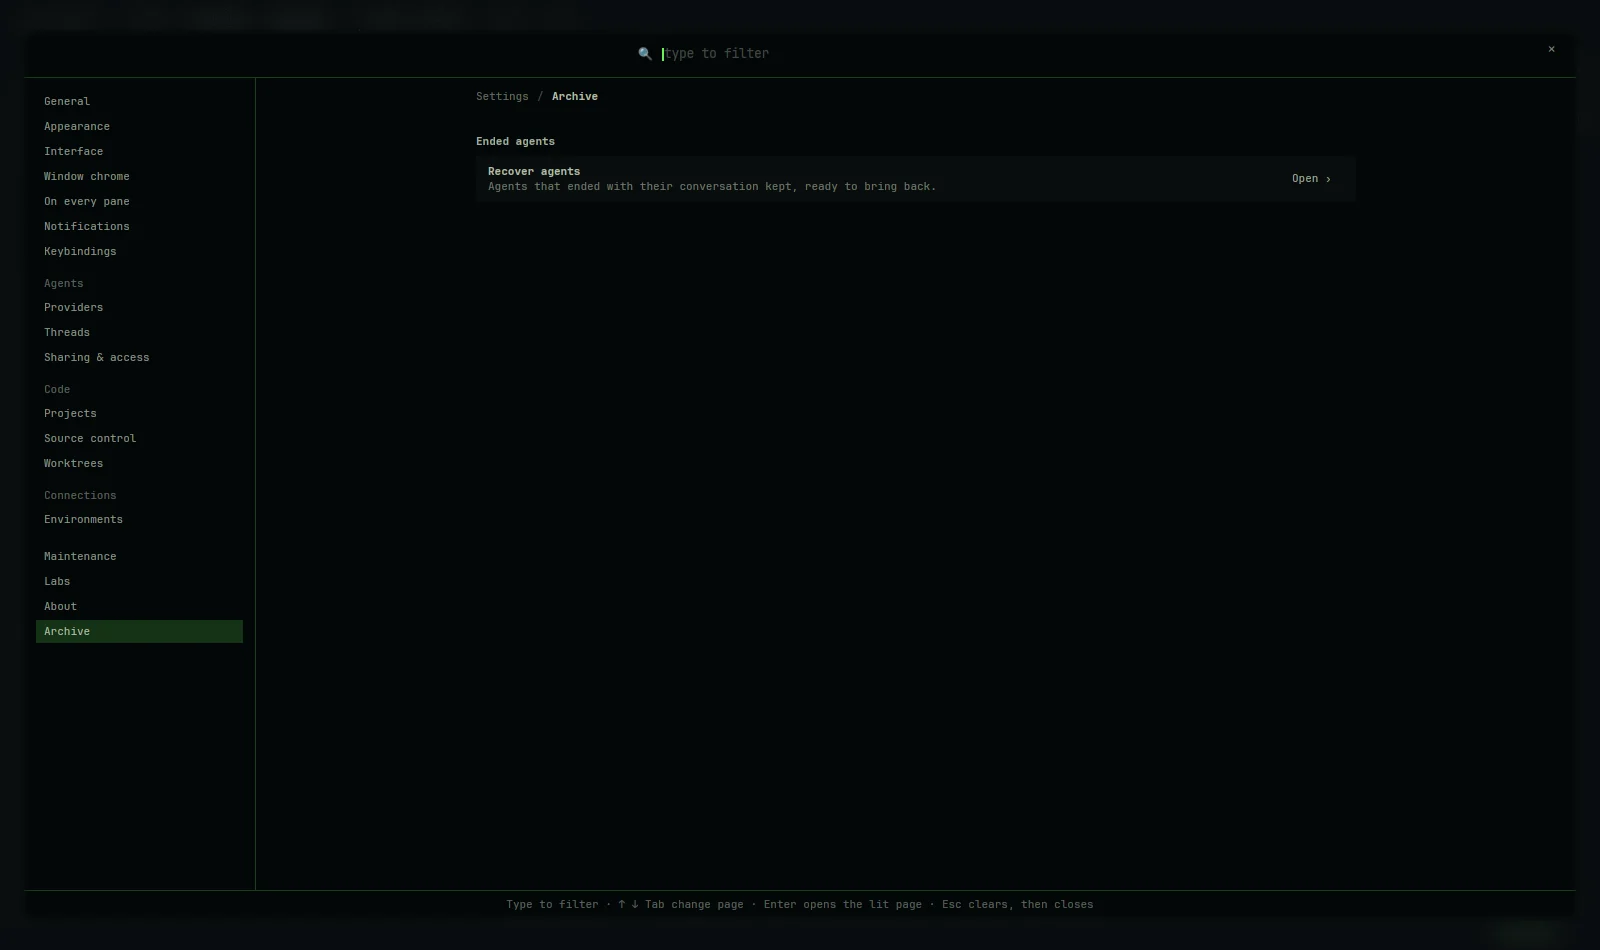 type to filter
×
General
Appearance
Interface
Window chrome
On every pane
Notifications
Keybindings
Agents
Providers
Threads
Sharing & access
Code
Projects
Source control
Worktrees
Connections
Environments
Maintenance
Labs
About
Archive
Settings / Archive
Ended agents
Recover agents
Agents that ended with their conversation kept, ready to bring back.
Open ›
Type to filter · ↑ ↓ Tab change page · Enter opens the lit page · Esc clears, then closes